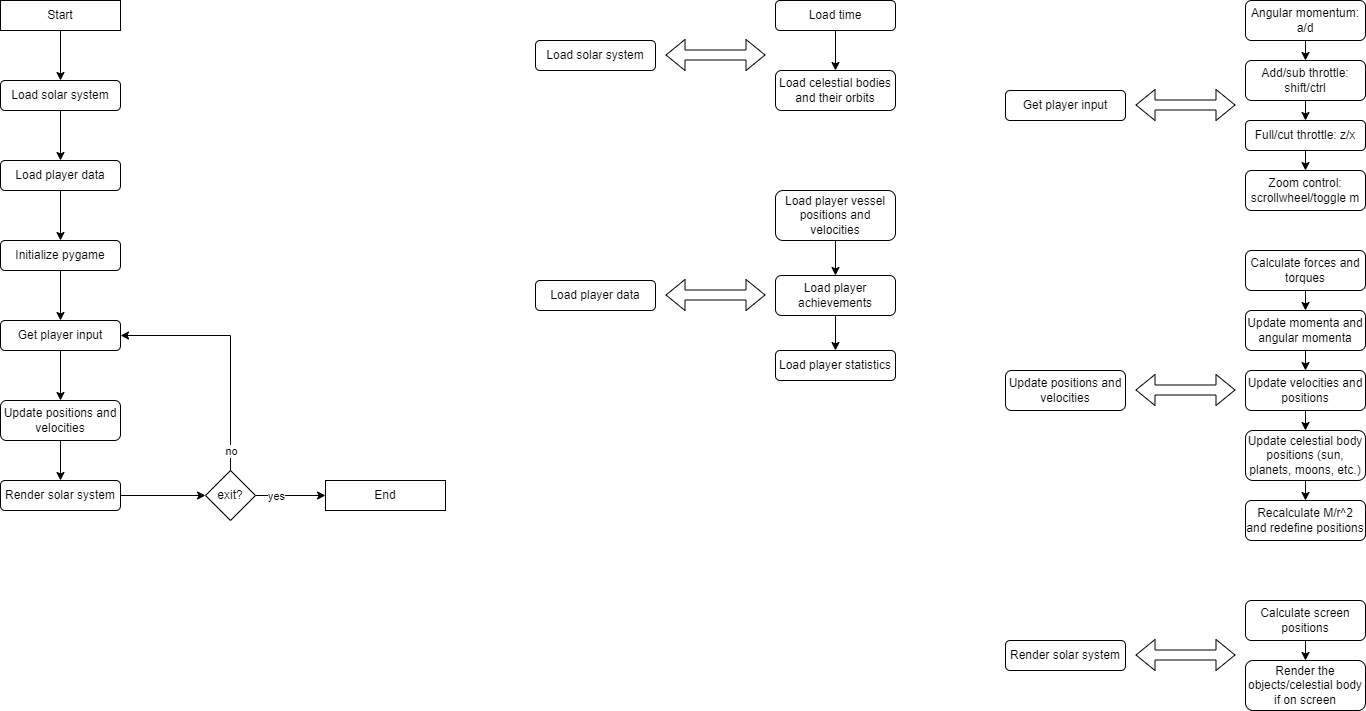 Start
Load solar system
Load player data
Initialize pygame
Get player input
Update positions and
velocities
Render solar system
exit?
no
yes
End
Load solar system
Load time
Load celestial bodies
and their orbits
Load player data
Load player vessel
positions and
velocities
Load player
achievements
Load player statistics
Get player input
Angular momentum:
a/d
Add/sub throttle:
shift/ctrl
Full/cut throttle: z/x
Zoom control:
scrollwheel/toggle m
Update positions and
velocities
Calculate forces and
torques
Update momenta and
angular momenta
Update velocities and
positions
Update celestial body
positions (sun,
planets, moons, etc.)
Recalculate M/r^2
and redefine positions
Render solar system
Calculate screen
positions
Render the
objects/celestial body
if on screen